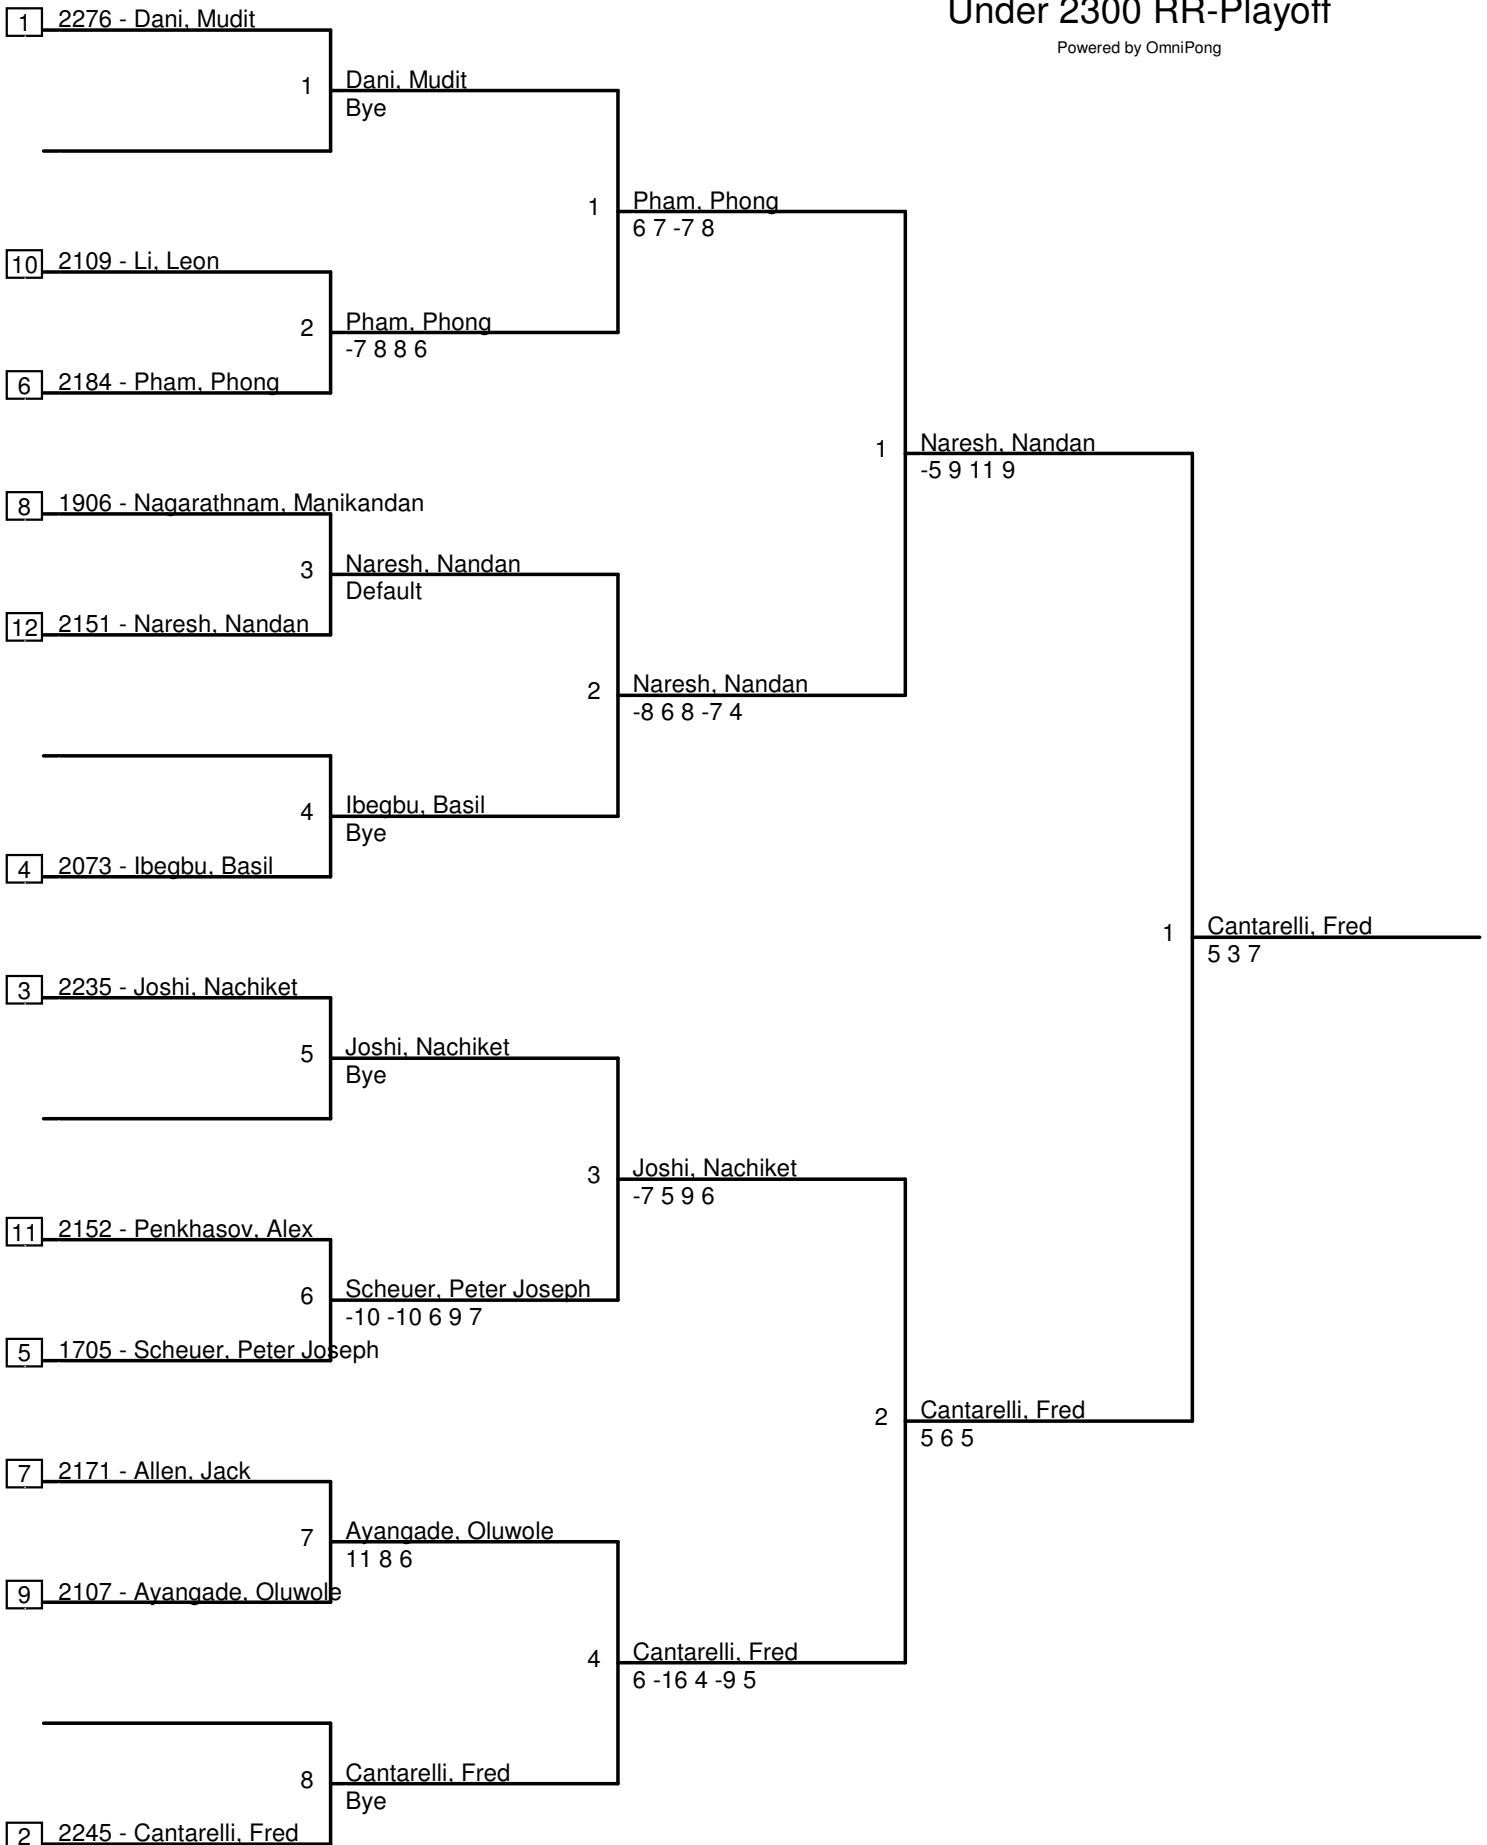 Under 2300 RR-Playoff
Powered by OmniPong
1 2276 - Dani, Mudit
1 Dani, Mudit
Bye
1 Pham, Phong
6 7 -7 8
10 2109 - Li, Leon
2 Pham, Phong
-7 8 8 6
6 2184 - Pham, Phong
1 Naresh, Nandan
-5 9 11 9
8 1906 - Nagarathnam, Manikandan
3 Naresh, Nandan
Default
12 2151 - Naresh, Nandan
2 Naresh, Nandan
-8 6 8 -7 4
4 Ibegbu, Basil
Bye
4 2073 - Ibegbu, Basil
1 Cantarelli, Fred
5 3 7
3 2235 - Joshi, Nachiket
5 Joshi, Nachiket
Bye
3 Joshi, Nachiket
-7 5 9 6
11 2152 - Penkhasov, Alex
6 Scheuer, Peter Joseph
-10 -10 6 9 7
5 1705 - Scheuer, Peter Joseph
2 Cantarelli, Fred
5 6 5
7 2171 - Allen, Jack
7 Ayangade, Oluwole
11 8 6
9 2107 - Ayangade, Oluwole
4 Cantarelli, Fred
6 -16 4 -9 5
8 Cantarelli, Fred
Bye
2 2245 - Cantarelli, Fred